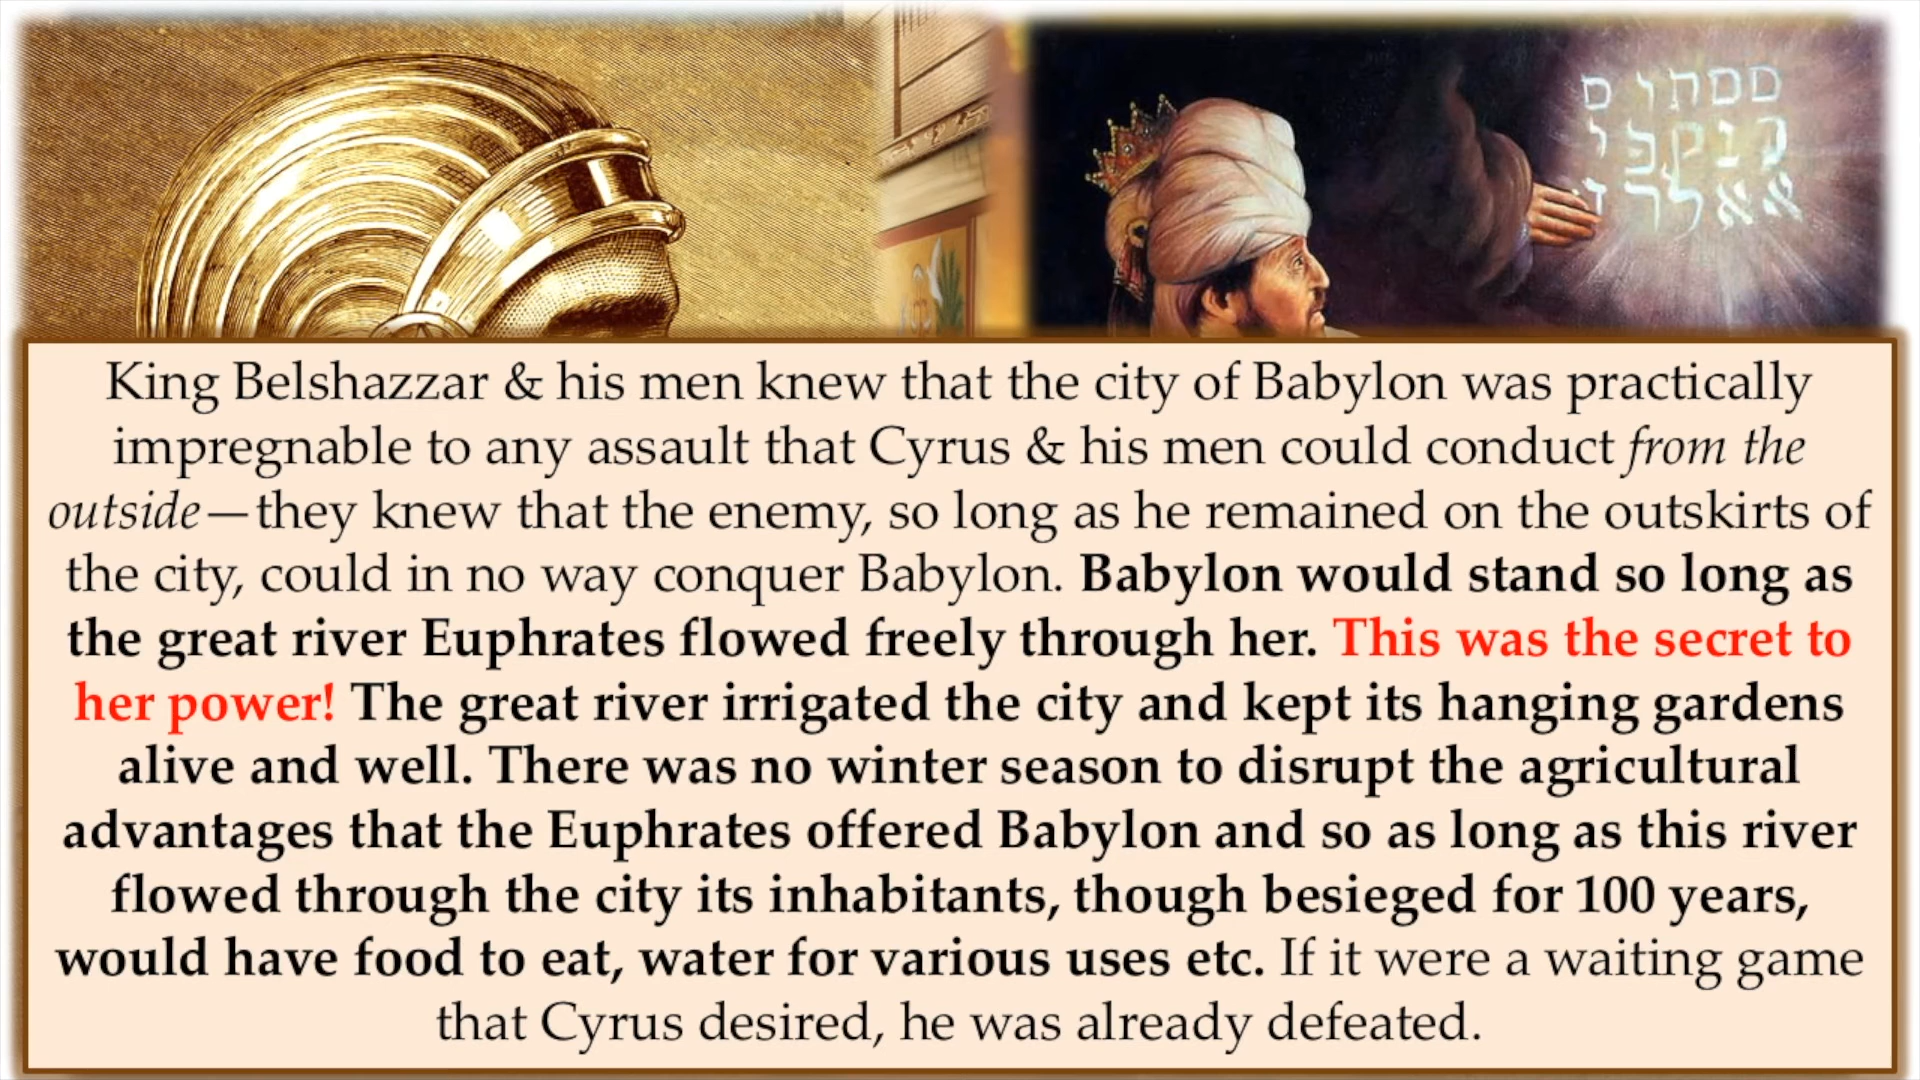 סיתממ
יקפני
דראלאא
King Belshazzar & his men knew that the city of Babylon was practically
impregnable to any assault that Cyrus & his men could conduct from the
outside—they knew that the enemy, so long as he remained on the outskirts of
the city, could in no way conquer Babylon. Babylon would stand so long as
the great river Euphrates flowed freely through her. This was the secret to
her power! The great river irrigated the city and kept its hanging gardens
alive and well. There was no winter season to disrupt the agricultural
advantages that the Euphrates offered Babylon and so as long as this river
flowed through the city its inhabitants, though besieged for 100 years,
would have food to eat, water for various uses etc. If it were a waiting game
that Cyrus desired, he was already defeated.